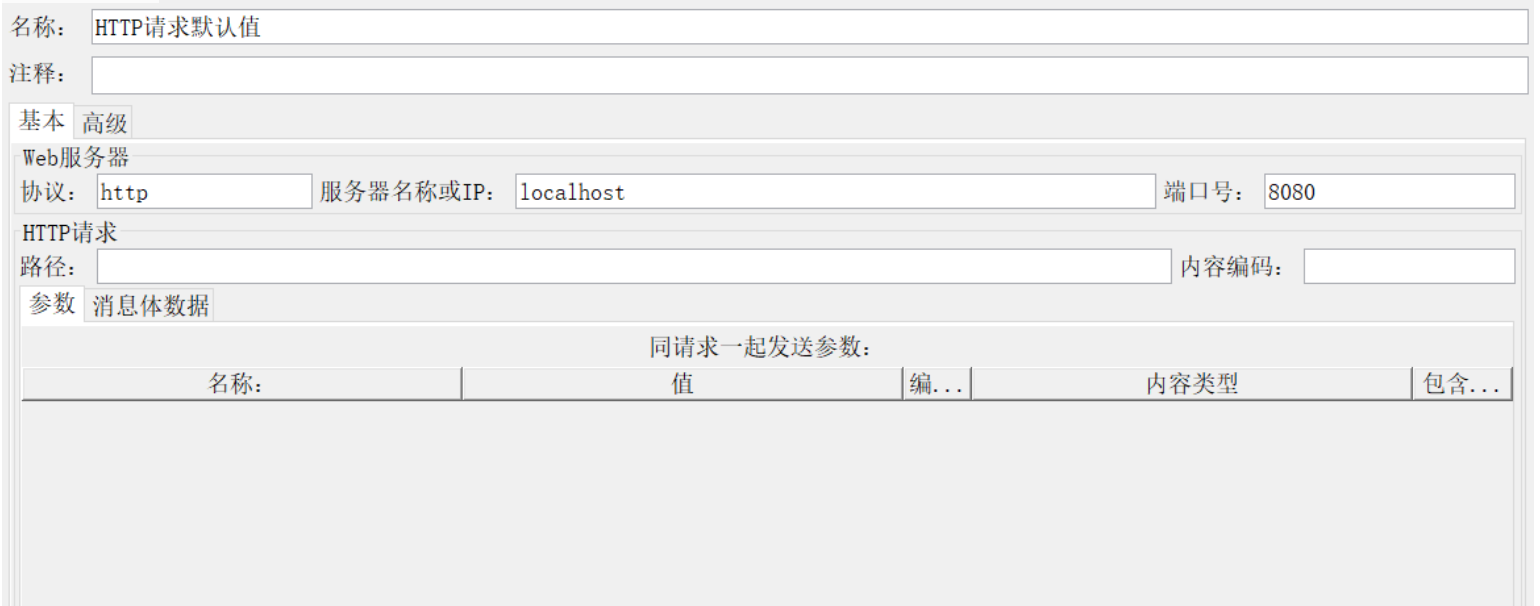 名称： HTTP请求默认值
注释：
基本 高级
Web服务器
协议： http 服务器名称或IP： localhost 端口号： 8080
HTTP请求
路径： 内容编码：
参数 消息体数据
同请求一起发送参数：
名称： 值 编... 内容类型 包含...